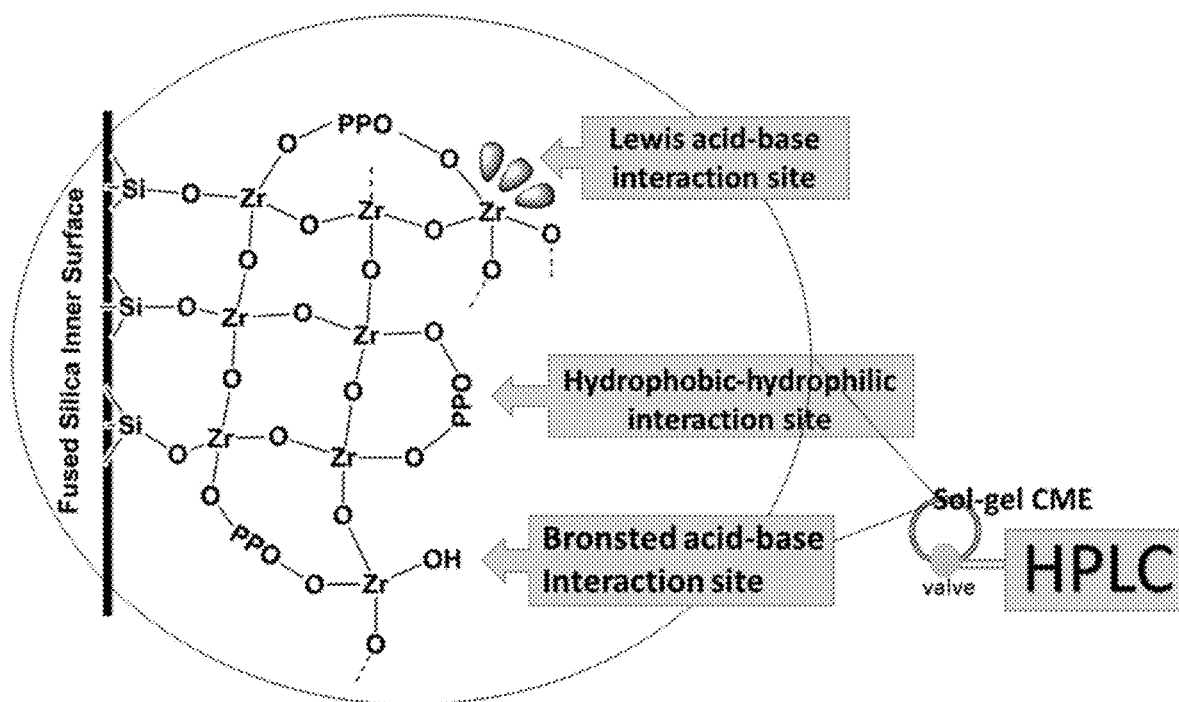 PPO
O
O
Lewis acid-base
interaction site
Si
O
Zr
O
Zr
O
Zr
O
O
O
O
Fused Silica Inner Surface
Si
O
Zr
O
Zr
O
O
O
PPO
O
Hydrophobic-hydrophilic
interaction site
Si
O
Zr
O
Zr
O
O
O
PPO
O
Zr
OH
O
Bronsted acid-base
Interaction site
Sol-gel CME
valve
HPLC